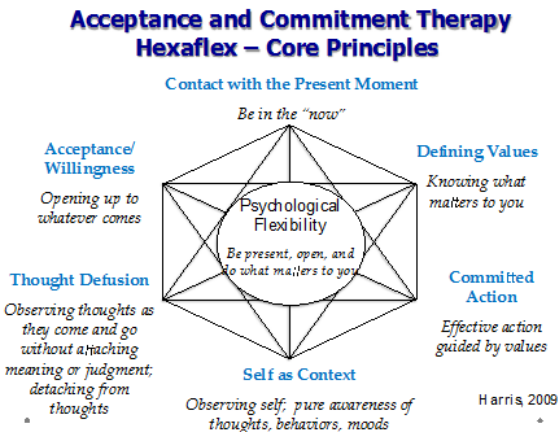 Acceptance and Commitment Therapy
Hexaflex – Core Principles
Contact with the Present Moment
Be in the “now”
Acceptance/
Willingness
Opening up to
whatever comes
Defining Values
Knowing what
matters to you
Psychological
Flexibility
Be present, open, and
do what matters to you
Thought Defusion
Observing thoughts as
they come and go
without attaching
meaning or judgment;
detaching from
thoughts
Committed
Action
Effective action
guided by values
Self as Context
Observing self; pure awareness of
thoughts, behaviors, moods
Harris, 2009